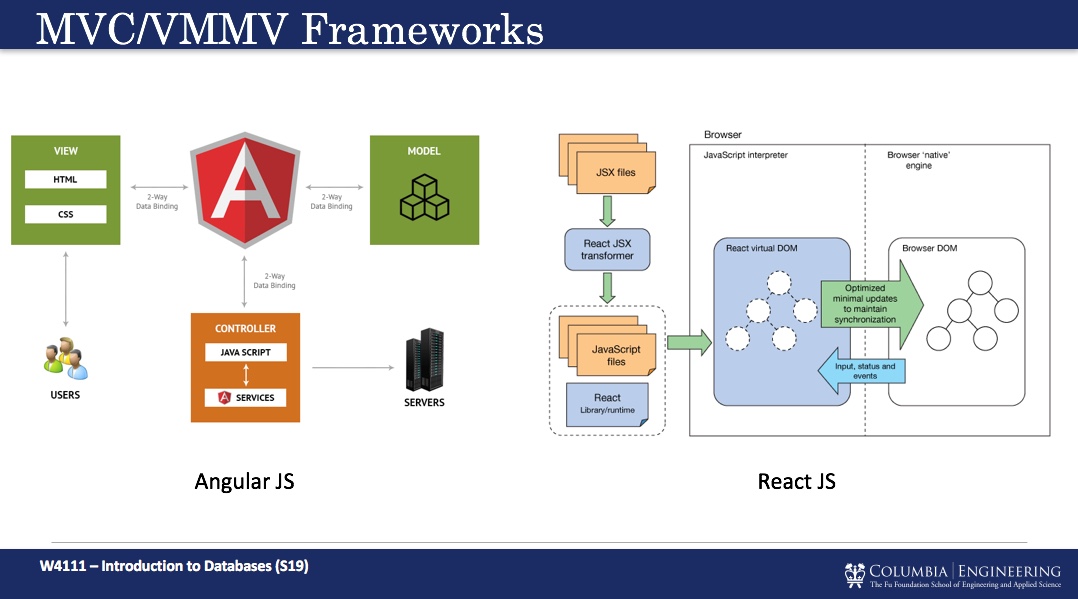 MVC/VMMV Frameworks
VIEW
HTML
CSS
2-Way
Data Binding
2-Way
Data Binding
MODEL
2-Way
Data Binding
USERS
CONTROLLER
JAVA SCRIPT
SERVICES
SERVERS
Angular JS
JSX files
React JSX
transformer
JavaScript
files
React
Library/runtime
Browser
JavaScript interpreter
Browser ‘native’
engine
React virtual DOM
Browser DOM
Optimized
minimal updates
to maintain
synchronization
Input, status and
events
React JS
W4111 – Introduction to Databases (S19)
COLUMBIA | ENGINEERING
The Fu Foundation School of Engineering and Applied Science